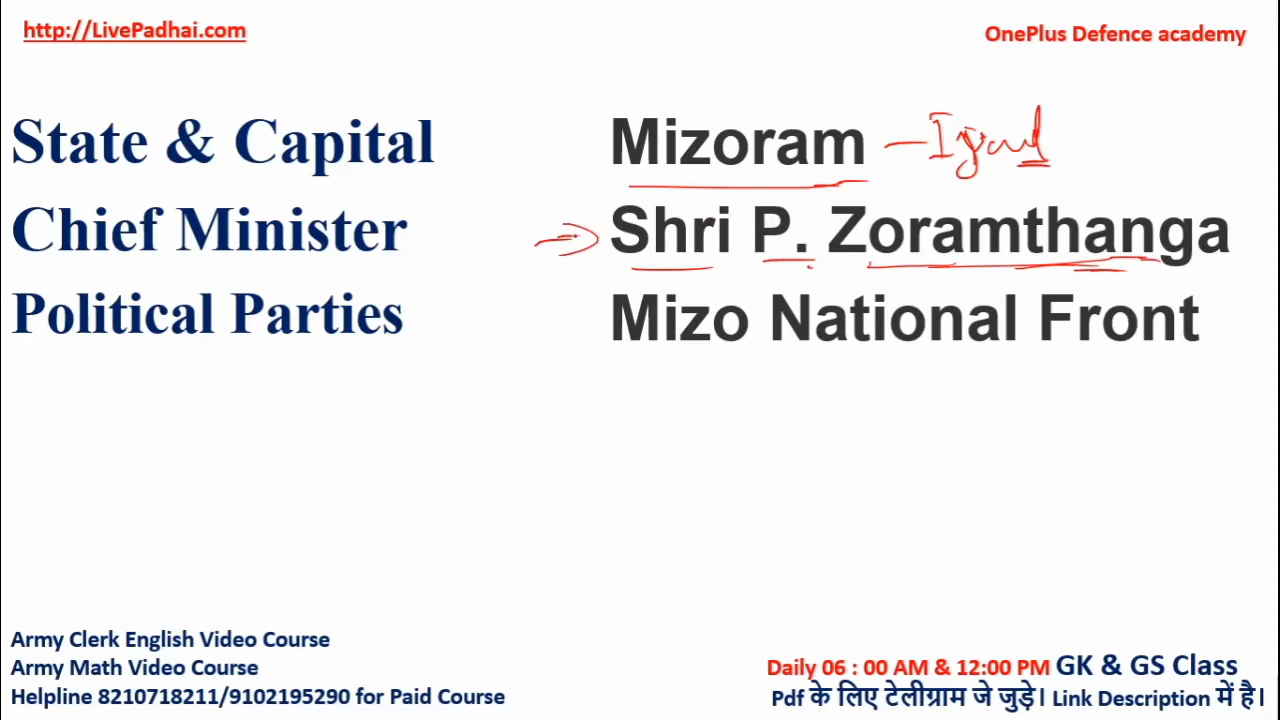 http://LivePadhai.com
OnePlus Defence academy
State & Capital Mizoram
Chief Minister Shri P. Zoramthanga
Political Parties Mizo National Front
Army Clerk English Video Course
Army Math Video Course
Helpline 8210718211/9102195290 for Paid Course
Daily 06 : 00 AM & 12:00 PM GK & GS Class
Pdf के लिए टेलीग्राम जे जुड़े। Link Description में है।